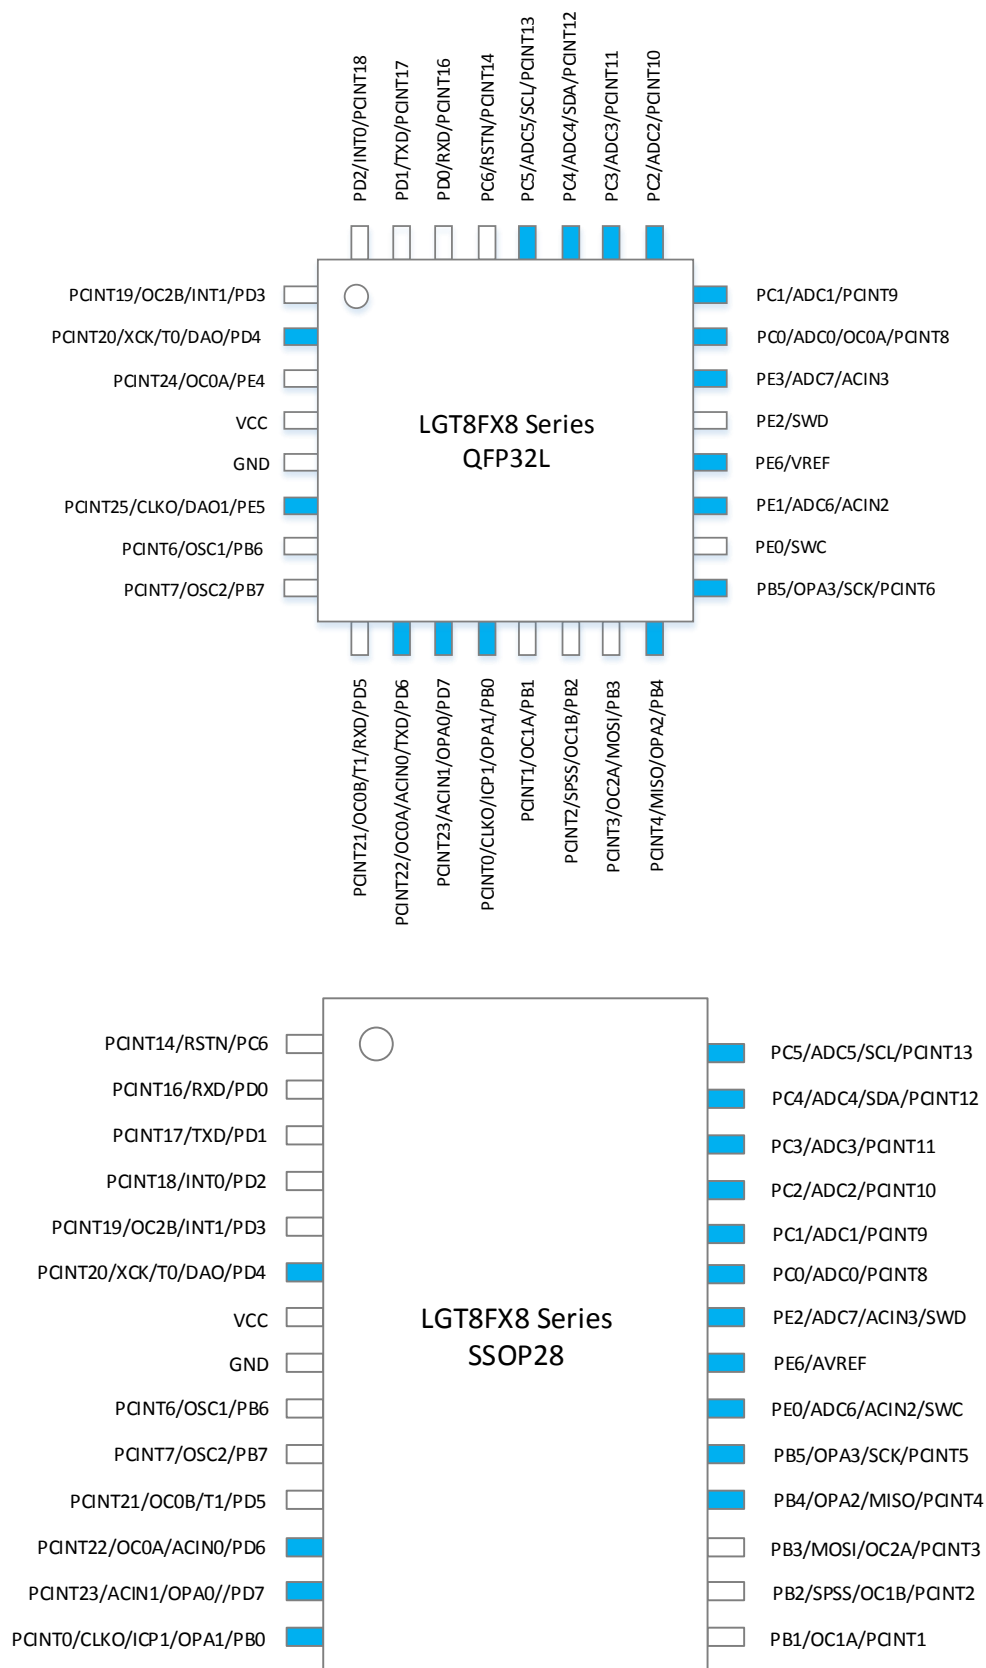 PD2/INT0/PCINT18
PD1/TXD/PCINT17
PD0/RXD/PCINT16
PC6/RSTN/PCINT14
PC5/ADC5/SCL/PCINT13
PC4/ADC4/SDA/PCINT12
PC3/ADC3/PCINT11
PC2/ADC2/PCINT10
PCINT19/OC2B/INT1/PD3
PCINT20/XCK/T0/DAO/PD4
PCINT24/OC0A/PE4
VCC
GND
PCINT25/CLKO/DAO1/PE5
PCINT6/OSC1/PB6
PCINT7/OSC2/PB7
LGT8FX8 Series
QFP32L
PC1/ADC1/PCINT9
PC0/ADC0/OC0A/PCINT8
PE3/ADC7/ACIN3
PE2/SWD
PE6/VREF
PE1/ADC6/ACIN2
PE0/SWC
PB5/OPA3/SCK/PCINT6
PCINT21/OC0B/T1/RXD/PD5
PCINT22/OC0A/ACIN0/TXD/PD6
PCINT23/ACIN1/OPA0/PD7
PCINT0/CLKO/ICP1/OPA1/PB0
PCINT1/OC1A/PB1
PCINT2/SPSS/OC1B/PB2
PCINT3/OC2A/MOSI/PB3
PCINT4/MISO/OPA2/PB4
PCINT14/RSTN/PC6
PCINT16/RXD/PD0
PCINT17/TXD/PD1
PCINT18/INT0/PD2
PCINT19/OC2B/INT1/PD3
PCINT20/XCK/T0/DAO/PD4
VCC
GND
PCINT6/OSC1/PB6
PCINT7/OSC2/PB7
PCINT21/OC0B/T1/PD5
PCINT22/OC0A/ACIN0/PD6
PCINT23/ACIN1/OPA0//PD7
PCINT0/CLKO/ICP1/OPA1/PB0
LGT8FX8 Series
SSOP28
PC5/ADC5/SCL/PCINT13
PC4/ADC4/SDA/PCINT12
PC3/ADC3/PCINT11
PC2/ADC2/PCINT10
PC1/ADC1/PCINT9
PC0/ADC0/PCINT8
PE2/ADC7/ACIN3/SWD
PE6/AVREF
PE0/ADC6/ACIN2/SWC
PB5/OPA3/SCK/PCINT5
PB4/OPA2/MISO/PCINT4
PB3/MOSI/OC2A/PCINT3
PB2/SPSS/OC1B/PCINT2
PB1/OC1A/PCINT1